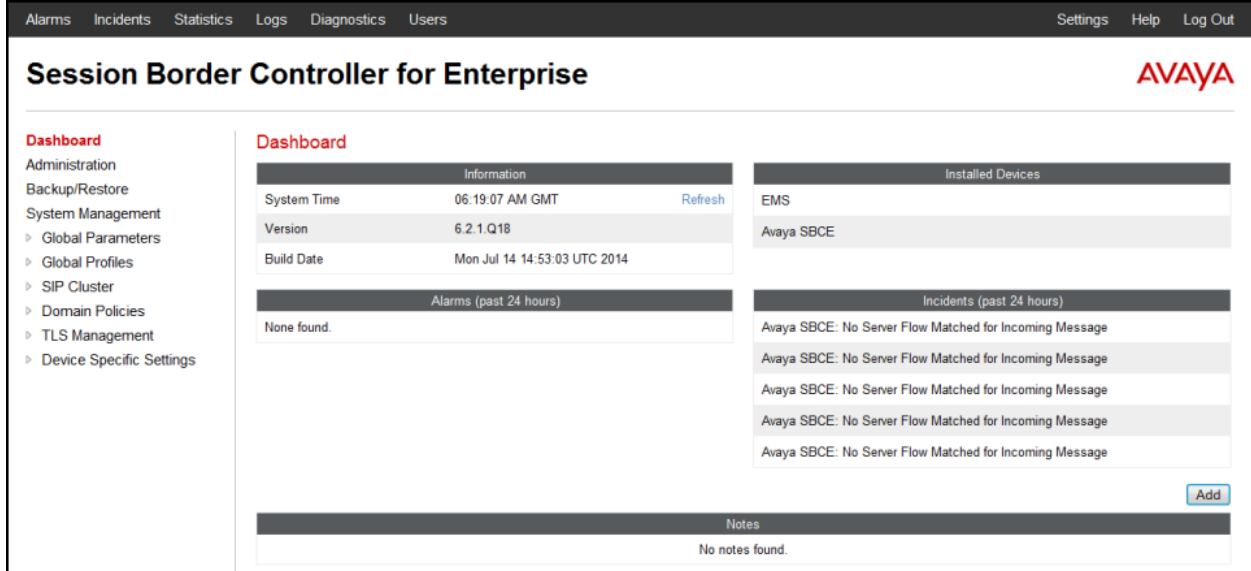 Alarms Incidents Statistics Logs Diagnostics Users Settings Help Log Out
Session Border Controller for Enterprise
AVAYA
Dashboard
Administration
Backup/Restore
System Management
Global Parameters
Global Profiles
SIP Cluster
Domain Policies
TLS Management
Device Specific Settings
Dashboard
Information
System Time 06:19:07 AM GMT Refresh
Version 6.2.1.Q18
Build Date Mon Jul 14 14:53:03 UTC 2014
Installed Devices
EMS
Avaya SBCE
Alarms (past 24 hours)
None found.
Incidents (past 24 hours)
Avaya SBCE: No Server Flow Matched for Incoming Message
Avaya SBCE: No Server Flow Matched for Incoming Message
Avaya SBCE: No Server Flow Matched for Incoming Message
Avaya SBCE: No Server Flow Matched for Incoming Message
Avaya SBCE: No Server Flow Matched for Incoming Message
Add
Notes
No notes found.